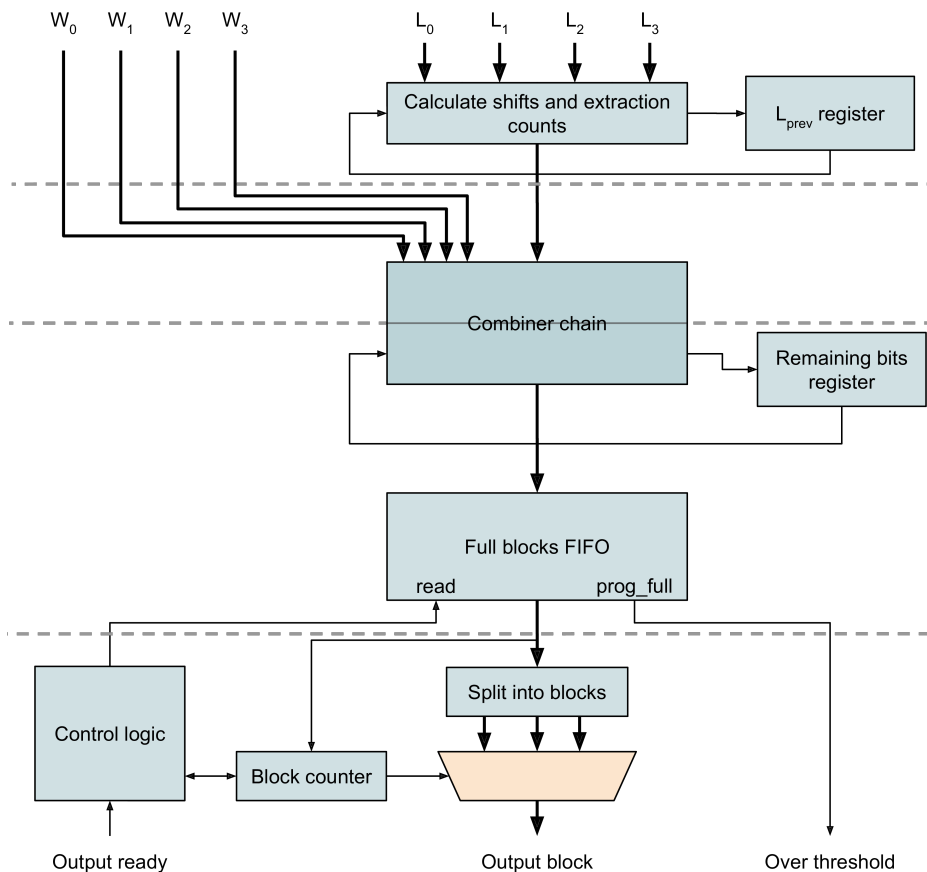 W0 W1 W2 W3 L0 L1 L2 L3
Calculate shifts and extraction
counts
Lprev register
Combiner chain
Remaining bits
register
Full blocks FIFO
read prog_full
Split into blocks
Control logic
Block counter
Output ready Output block Over threshold